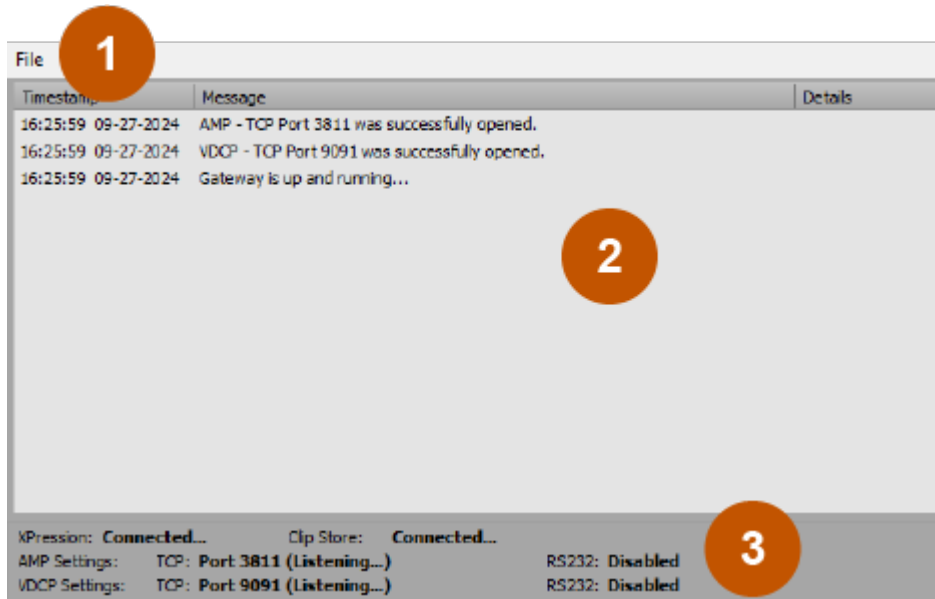 1
File
Timestamp Message Details
16:25:59 09-27-2024 AMP - TCP Port 3811 was successfully opened.
16:25:59 09-27-2024 VDCP - TCP Port 9091 was successfully opened.
16:25:59 09-27-2024 Gateway is up and running...
2
XPression: Connected... Clip Store: Connected...
AMP Settings: TCP: Port 3811 (Listening...) RS232: Disabled
3
VDCP Settings: TCP: Port 9091 (Listening...) RS232: Disabled